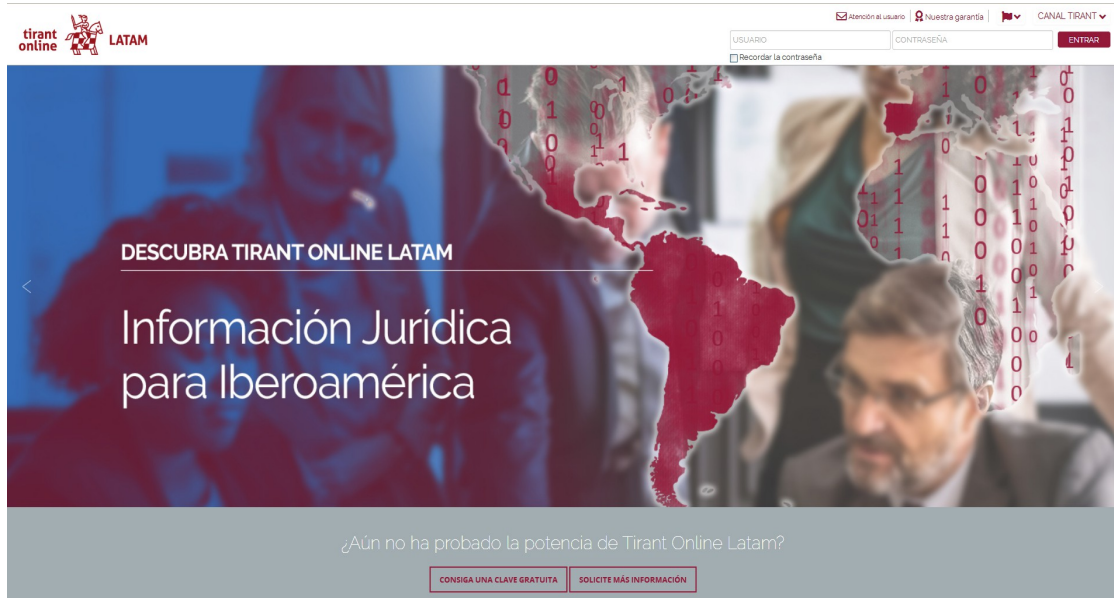 tirant
online
LATAM
Atención al usuario
Nuestra garantía
CANAL TIRANT
USUARIO
CONTRASEÑA
ENTRAR
Recordar la contraseña
DESCUBRA TIRANT ONLINE LATAM
Información Jurídica
para Iberoamérica
¿Aún no ha probado la potencia de Tirant Online Latam?
CONSIGA UNA CLAVE GRATUITA
SOLICITE MÁS INFORMACIÓN